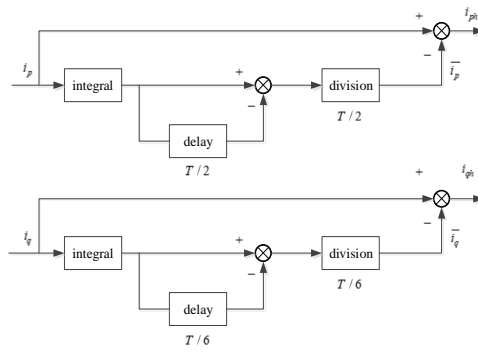 + i_ph
−
i_p integral + division i̅_p
−
T / 2
delay
T / 2
+ i_qh
−
i_q integral + division i̅_q
−
T / 6
delay
T / 6